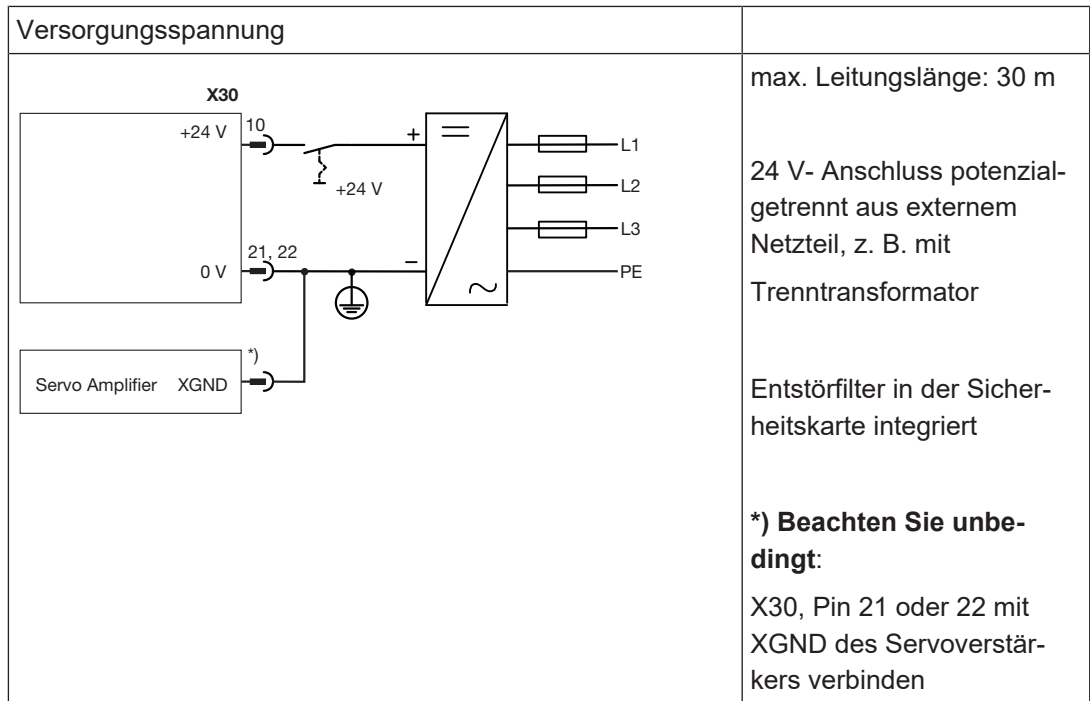 Versorgungsspannung
X30
+24 V
10
+24 V
+
L1
L2
L3
PE
0 V
21, 22
–
*)
Servo Amplifier XGND
max. Leitungslänge: 30 m
24 V- Anschluss potenzial-
getrennt aus externem
Netzteil, z. B. mit
Trenntransformator
Entstörfilter in der Sicher-
heitskarte integriert
*) Beachten Sie unbe-
dingt:
X30, Pin 21 oder 22 mit
XGND des Servoverstär-
kers verbinden